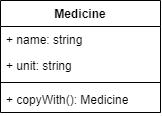 Medicine
+ name: string
+ unit: string
+ copyWith(): Medicine